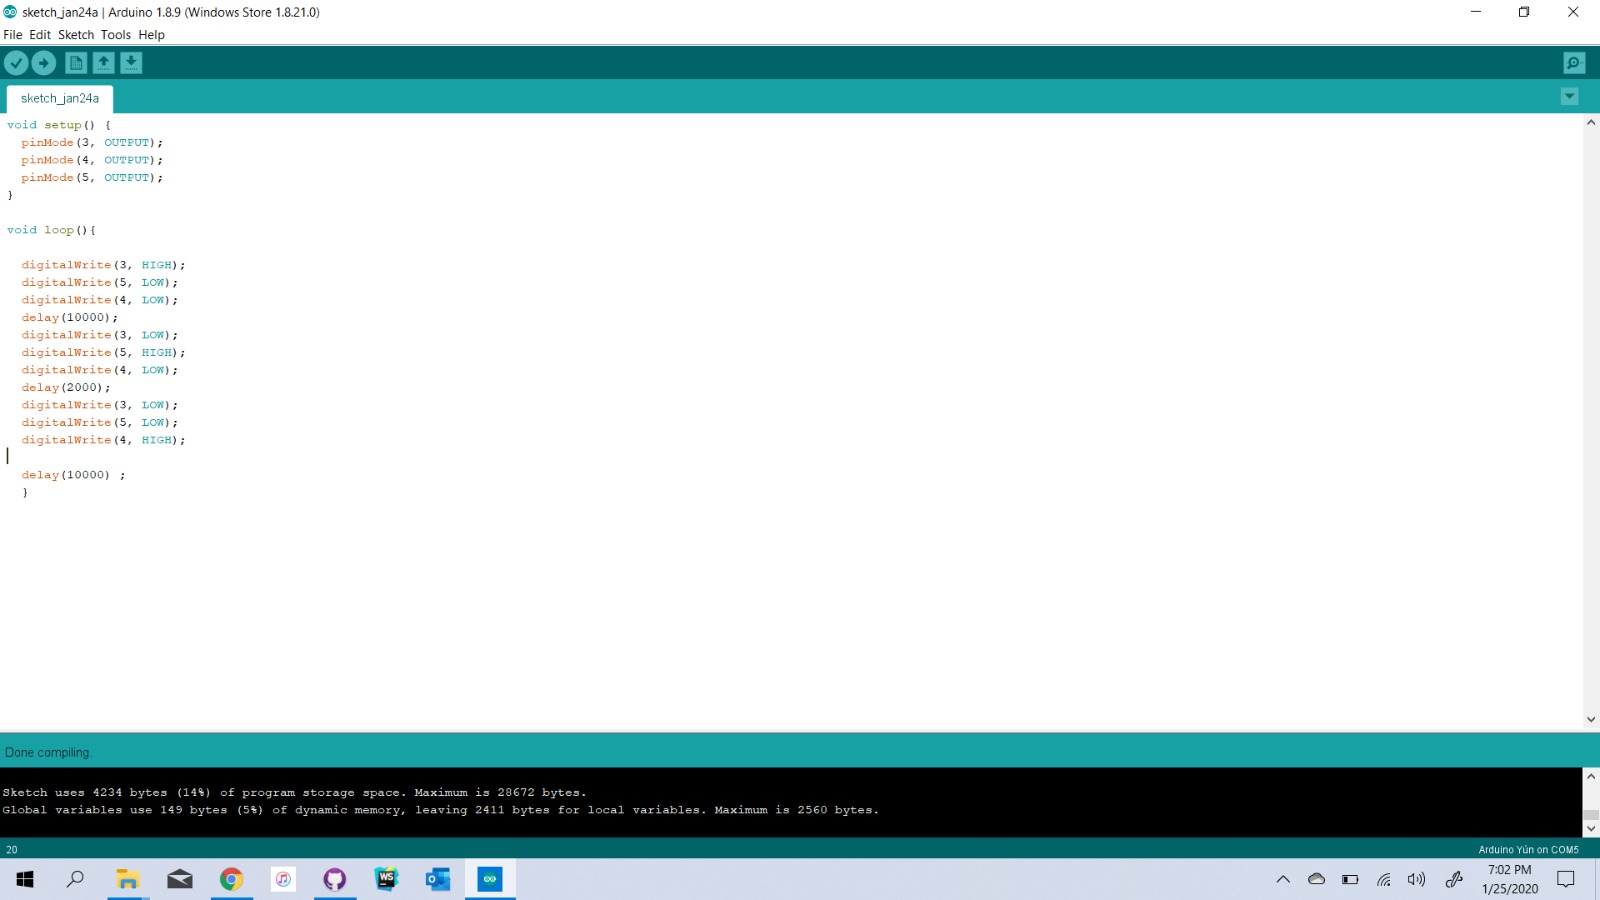 sketch_jan24a | Arduino 1.8.9 (Windows Store 1.8.21.0)
File Edit Sketch Tools Help
sketch_jan24a
void setup() {
  pinMode(3, OUTPUT);
  pinMode(4, OUTPUT);
  pinMode(5, OUTPUT);
}
void loop(){
  digitalWrite(3, HIGH);
  digitalWrite(5, LOW);
  digitalWrite(4, LOW);
  delay(10000);
  digitalWrite(3, LOW);
  digitalWrite(5, HIGH);
  digitalWrite(4, LOW);
  delay(2000);
  digitalWrite(3, LOW);
  digitalWrite(5, LOW);
  digitalWrite(4, HIGH);
  delay(10000) ;
  }
Done compiling.
Sketch uses 4234 bytes (14%) of program storage space. Maximum is 28672 bytes.
Global variables use 149 bytes (5%) of dynamic memory, leaving 2411 bytes for local variables. Maximum is 2560 bytes.
20
Arduino Yún on COM5
WS
7:02 PM
1/25/2020